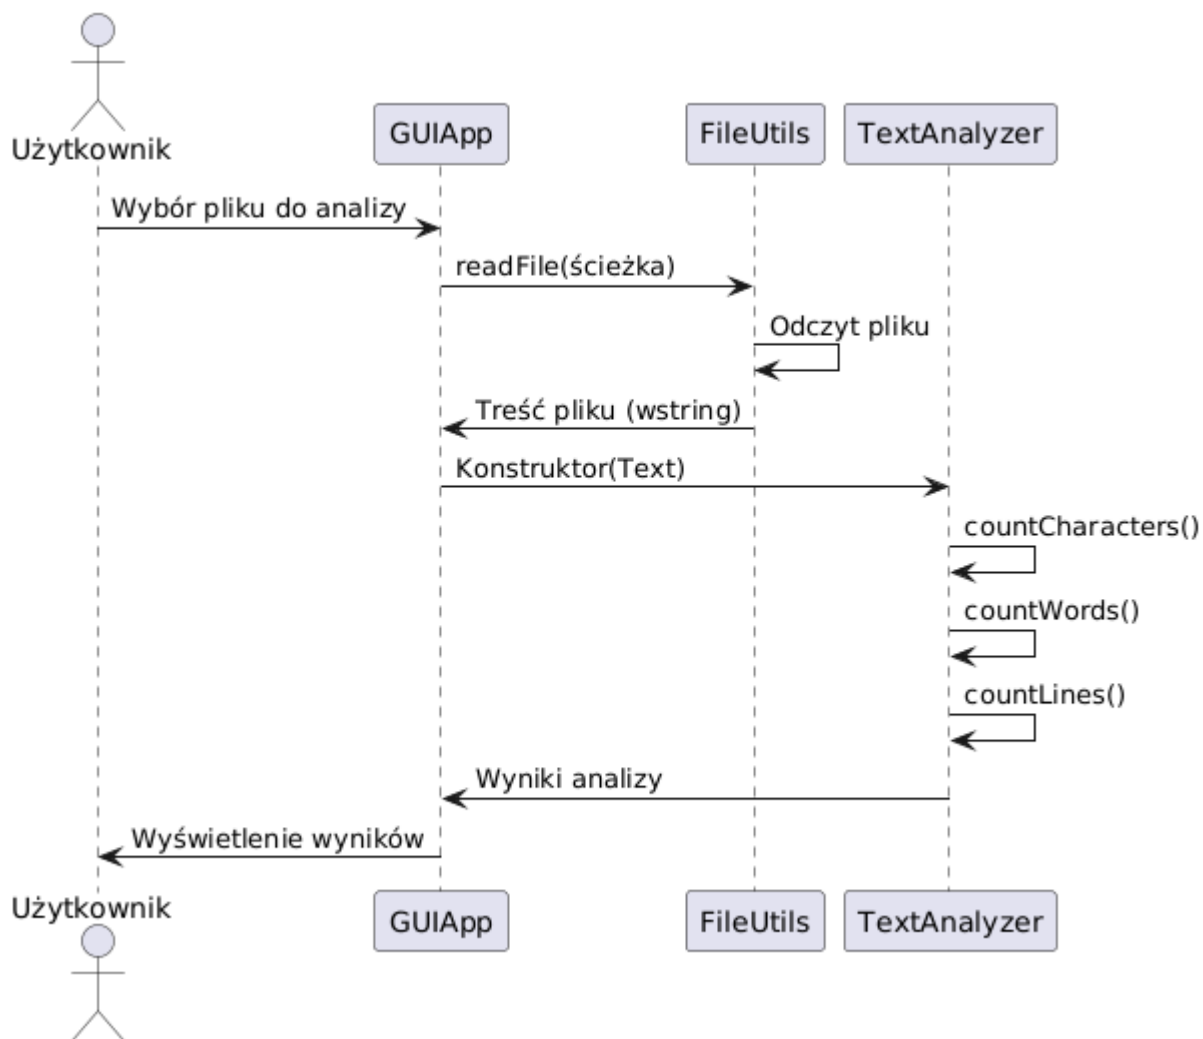 Użytkownik
GUIApp
FileUtils
TextAnalyzer
Wybór pliku do analizy
readFile(ścieżka)
Odczyt pliku
Treść pliku (wstring)
Konstruktor(Text)
countCharacters()
countWords()
countLines()
Wyniki analizy
Wyświetlenie wyników
Użytkownik
GUIApp
FileUtils
TextAnalyzer